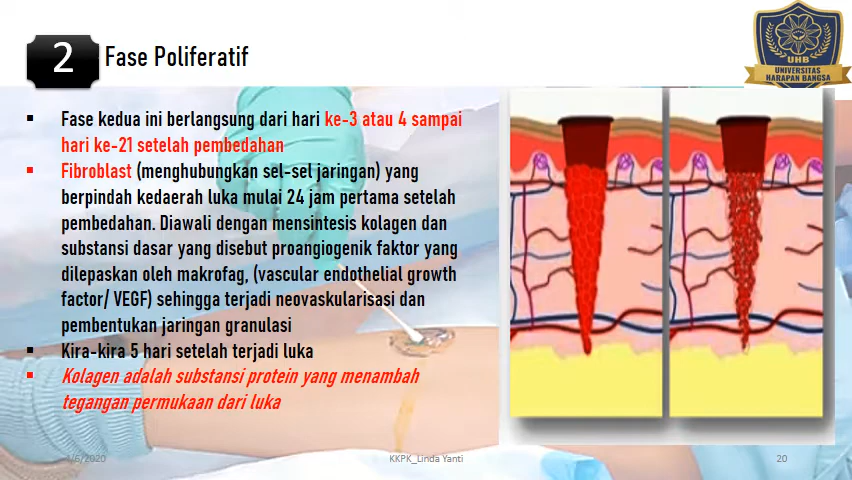 2
Fase Poliferatif
UHB
UNIVERSITAS
HARAPAN BANGSA
Fase kedua ini berlangsung dari hari ke-3 atau 4 sampai
hari ke-21 setelah pembedahan
Fibroblast (menghubungkan sel-sel jaringan) yang
berpindah kedaerah luka mulai 24 jam pertama setelah
pembedahan. Diawali dengan mensintesis kolagen dan
substansi dasar yang disebut proangiogenik faktor yang
dilepaskan oleh makrofag, (vascular endothelial growth
factor/ VEGF) sehingga terjadi neovaskularisasi dan
pembentukan jaringan granulasi
Kira-kira 5 hari setelah terjadi luka
Kolagen adalah substansi protein yang menambah
tegangan permukaan dari luka
1/6/2020
KKPK_Linda Yanti
20